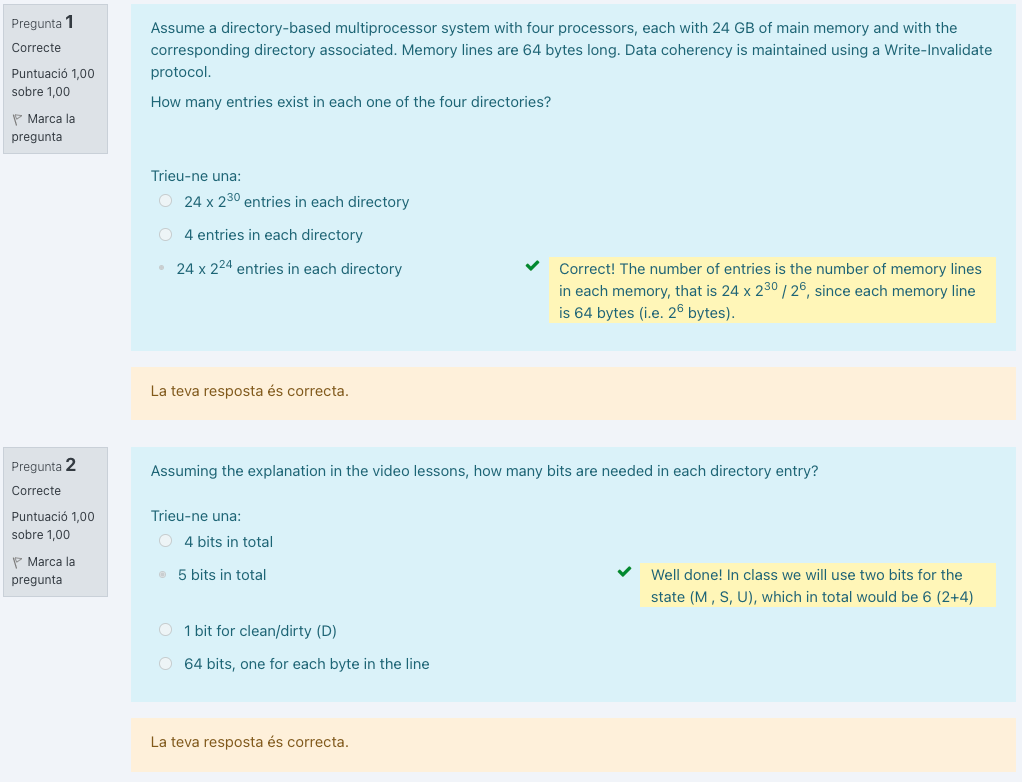 Pregunta 1
Correcte
Puntuació 1,00
sobre 1,00
Marca la
pregunta
Assume a directory-based multiprocessor system with four processors, each with 24 GB of main memory and with the
corresponding directory associated. Memory lines are 64 bytes long. Data coherency is maintained using a Write-Invalidate
protocol.
How many entries exist in each one of the four directories?
Trieu-ne una:
24 x 2^30 entries in each directory
4 entries in each directory
24 x 2^24 entries in each directory
Correct! The number of entries is the number of memory lines
in each memory, that is 24 x 2^30 / 2^6, since each memory line
is 64 bytes (i.e. 2^6 bytes).
La teva resposta és correcta.
Pregunta 2
Correcte
Puntuació 1,00
sobre 1,00
Marca la
pregunta
Assuming the explanation in the video lessons, how many bits are needed in each directory entry?
Trieu-ne una:
4 bits in total
5 bits in total
Well done! In class we will use two bits for the
state (M , S, U), which in total would be 6 (2+4)
1 bit for clean/dirty (D)
64 bits, one for each byte in the line
La teva resposta és correcta.